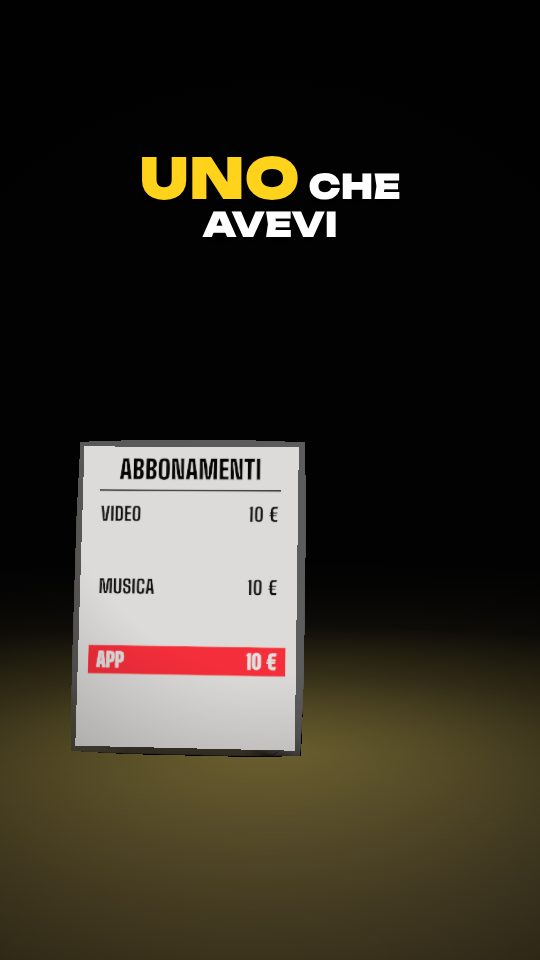 UNO CHE
AVEVI
ABBONAMENTI
VIDEO 10 €
MUSICA 10 €
APP 10 €